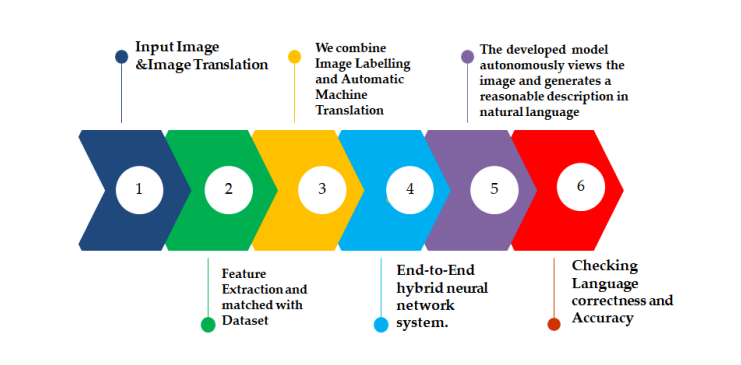 Input Image
&Image Translation
We combine
Image Labelling
and Automatic
Machine
Translation
The developed model
autonomously views the
image and generates a
reasonable description in
natural language
1
2
3
4
5
6
Feature
Extraction and
matched with
Dataset
End-to-End
hybrid neural
network
system.
Checking
Language
correctness and
Accuracy